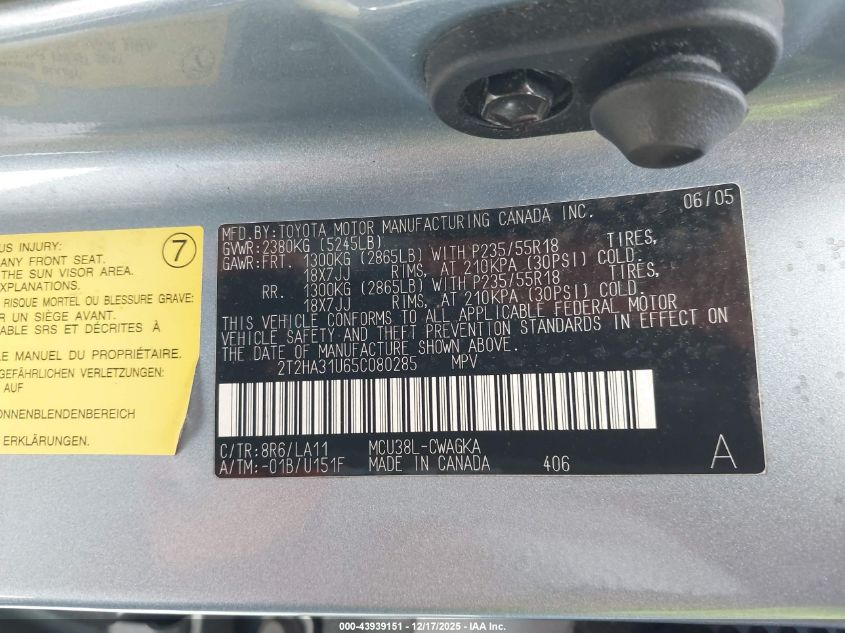 MFD.BY:TOYOTA MOTOR MANUFACTURING CANADA INC. 06/05
GVWR:2380KG (5245LB)
GAWR:FRT. 1300KG (2865LB) WITH P235/55R18 TIRES,
18X7JJ RIMS, AT 210KPA (30PSI) COLD.
RR. 1300KG (2865LB) WITH P235/55R18 TIRES,
18X7JJ RIMS, AT 210KPA (30PSI) COLD.
THIS VEHICLE CONFORMS TO ALL APPLICABLE FEDERAL MOTOR
VEHICLE SAFETY AND THEFT PREVENTION STANDARDS IN EFFECT ON
THE DATE OF MANUFACTURE SHOWN ABOVE.
2T2HA31U65C080285 MPV
C/TR:8R6/LA11 MCU38L-CWAGKA
A/TM:-01B/U151F MADE IN CANADA 406 A
7
US INJURY:
ANY FRONT SEAT.
THE SUN VISOR AREA.
EXPLANATIONS.
RISQUE MORTEL OU BLESSURE GRAVE:
R UN SIÈGE AVANT.
ABLE SRS ET DÉCRITES À
E MANUEL DU PROPRIÉTAIRE.
GEFÄHRLICHEN VERLETZUNGEN.
AUF
ONNENBLENDENBEREICH
ERKLÄRUNGEN.
000-43939151 - 12/17/2025 - IAA Inc.